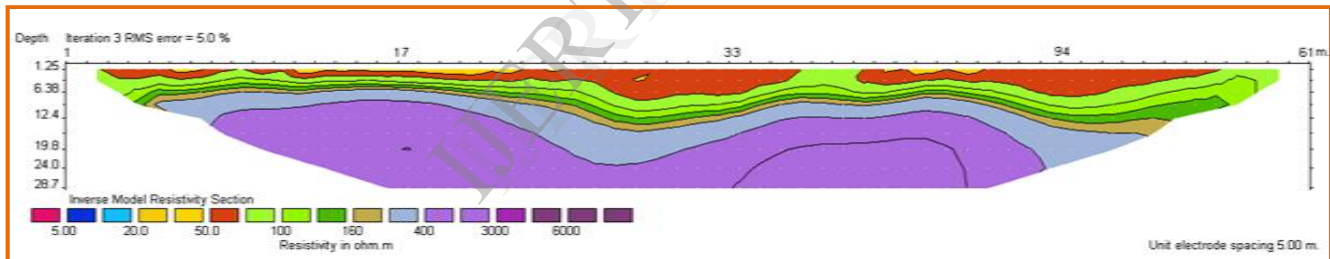 Depth Iteration 3 RMS error = 5.0 %
1 17 33 94 61 m.
1.25
6.38
12.4
19.8
24.0
28.7
Inverse Model Resistivity Section
5.00 20.0 50.0 100 160 400 3000 6000
Resistivity in ohm.m
Unit electrode spacing 5.00 m.
IJERT